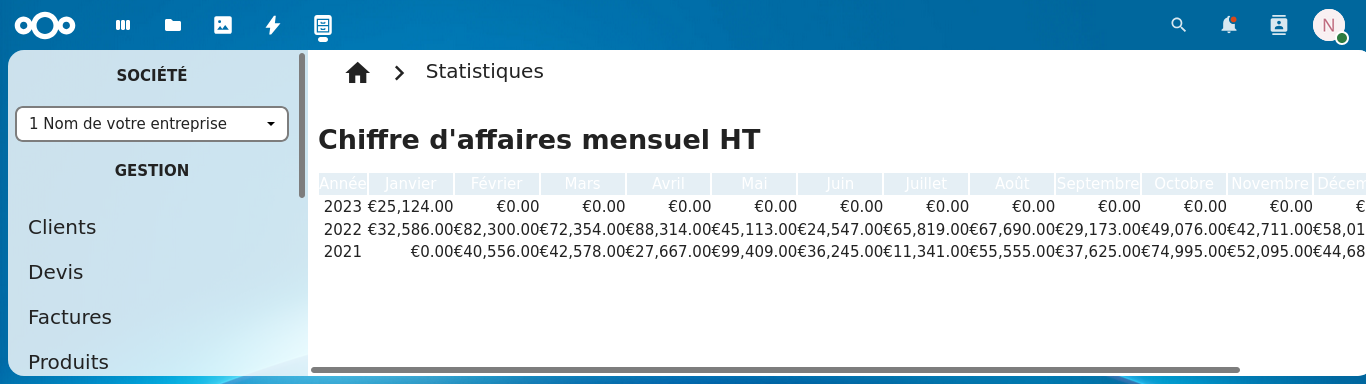 N
SOCIÉTÉ
1 Nom de votre entreprise
GESTION
Clients
Devis
Factures
Produits
Statistiques
Chiffre d'affaires mensuel HT
Année Janvier Février Mars Avril Mai Juin Juillet Août Septembre Octobre Novembre Décem
2023 €25,124.00 €0.00 €0.00 €0.00 €0.00 €0.00 €0.00 €0.00 €0.00 €0.00 €0.00 €
2022 €32,586.00 €82,300.00 €72,354.00 €88,314.00 €45,113.00 €24,547.00 €65,819.00 €67,690.00 €29,173.00 €49,076.00 €42,711.00 €58,01
2021 €0.00 €40,556.00 €42,578.00 €27,667.00 €99,409.00 €36,245.00 €11,341.00 €55,555.00 €37,625.00 €74,995.00 €52,095.00 €44,68